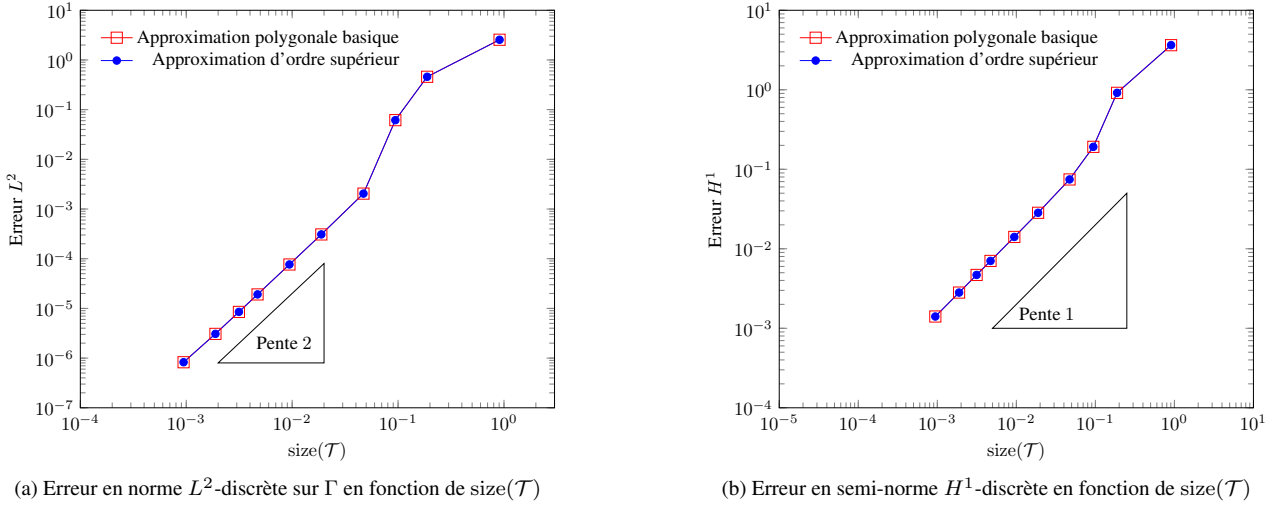 10^1
10^0
10^{-1}
10^{-2}
10^{-3}
10^{-4}
10^{-5}
10^{-6}
10^{-7}
Erreur L^2
Approximation polygonale basique
Approximation d'ordre supérieur
Pente 2
10^{-4} 10^{-3} 10^{-2} 10^{-1} 10^0
size(𝒯)
(a) Erreur en norme L^2-discrète sur Γ en fonction de size(𝒯)
10^1
10^0
10^{-1}
10^{-2}
10^{-3}
10^{-4}
Erreur H^1
Approximation polygonale basique
Approximation d'ordre supérieur
Pente 1
10^{-5} 10^{-4} 10^{-3} 10^{-2} 10^{-1} 10^0 10^1
size(𝒯)
(b) Erreur en semi-norme H^1-discrète en fonction de size(𝒯)